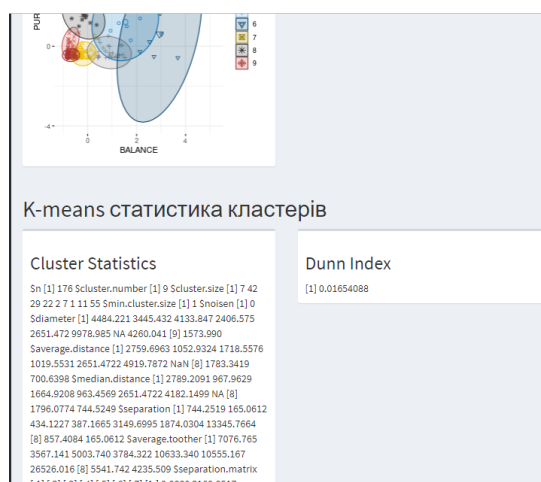 PUR
6
7
8
9
0
-4
0
2
4
BALANCE
K-means статистика кластерів
Cluster Statistics
$n [1] 176 $cluster.number [1] 9 $cluster.size [1] 7 42
29 22 2 7 1 11 55 $min.cluster.size [1] 1 $noisen [1] 0
$diameter [1] 4484.221 3445.432 4133.847 2406.575
2651.472 9978.985 NA 4260.041 [9] 1573.990
$average.distance [1] 2759.6963 1052.9324 1718.5576
1019.5531 2651.4722 4919.7872 NaN [8] 1783.3419
700.6398 $median.distance [1] 2789.2091 967.9629
1664.9208 963.4569 2651.4722 4182.1499 NA [8]
1796.0774 744.5249 $separation [1] 744.2519 165.0612
434.1227 387.1665 3149.6995 1874.0304 13345.7664
[8] 857.4084 165.0612 $average.toother [1] 7076.765
3567.141 5003.740 3784.322 10633.340 10555.167
26526.016 [8] 5541.742 4235.509 $separation.matrix
Dunn Index
[1] 0.01654088